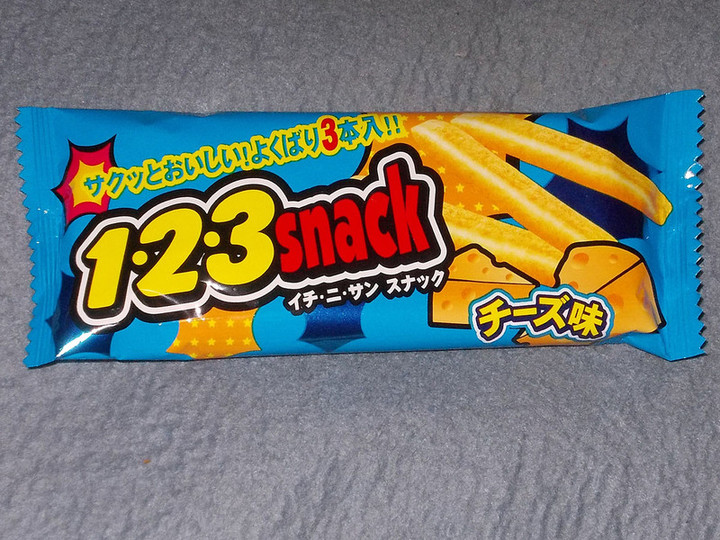 サクッとおいしい!よくばり3本入!!
1・2・3 snack
イチ・ニ・サン スナック
チーズ味